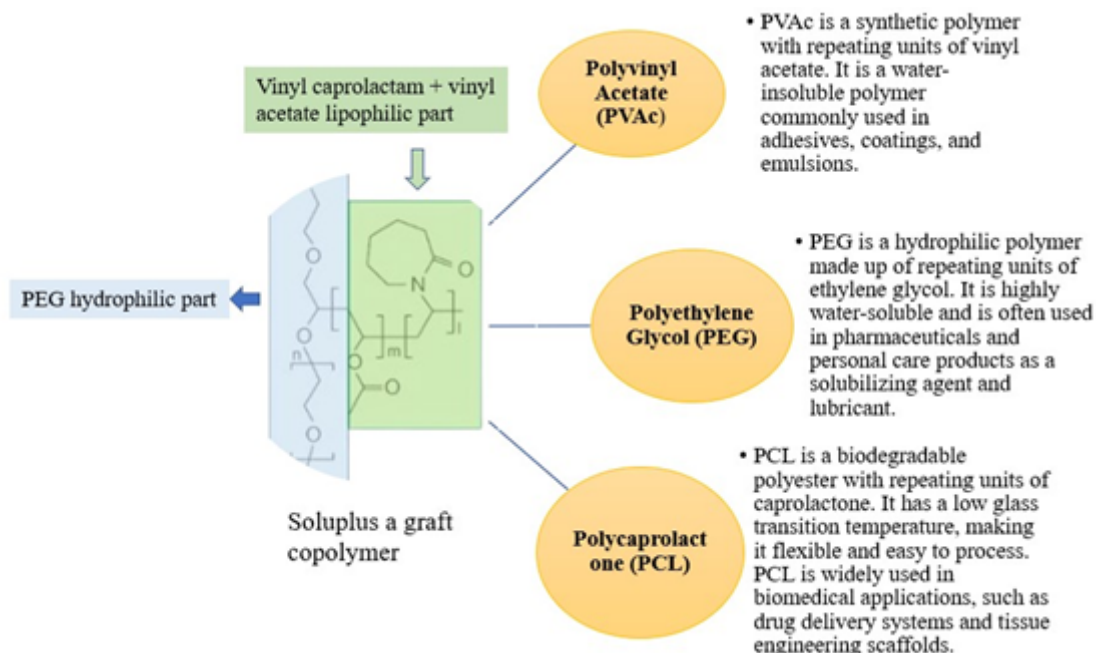 Vinyl caprolactam + vinyl
acetate lipophilic part
PEG hydrophilic part
O
O
n
O
O
O
m
N
O
l
Soluplus a graft
copolymer
Polyvinyl
Acetate
(PVAc)
• PVAc is a synthetic polymer
with repeating units of vinyl
acetate. It is a water-
insoluble polymer
commonly used in
adhesives, coatings, and
emulsions.
Polyethylene
Glycol (PEG)
• PEG is a hydrophilic polymer
made up of repeating units of
ethylene glycol. It is highly
water-soluble and is often used
in pharmaceuticals and
personal care products as a
solubilizing agent and
lubricant.
Polycaprolact
one (PCL)
• PCL is a biodegradable
polyester with repeating units of
caprolactone. It has a low glass
transition temperature, making
it flexible and easy to process.
PCL is widely used in
biomedical applications, such as
drug delivery systems and tissue
engineering scaffolds.